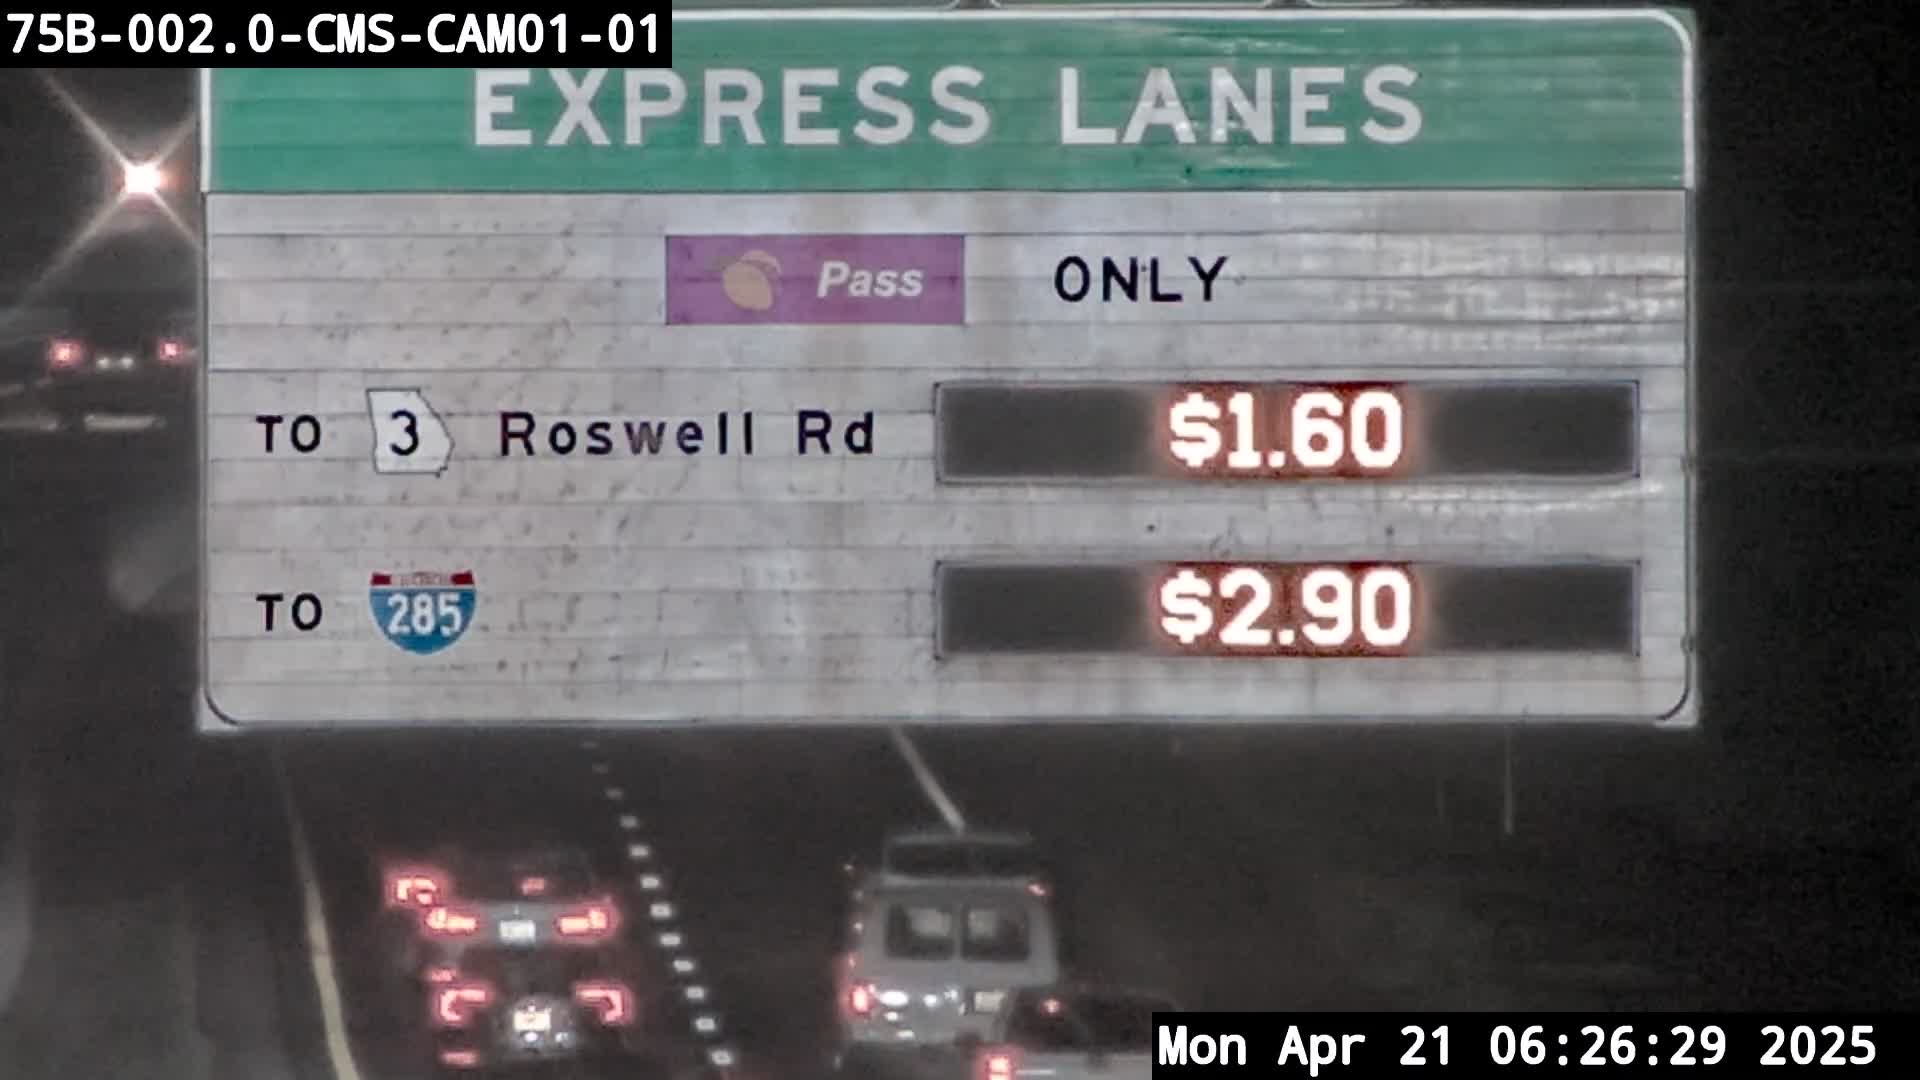 75B-002.0-CMS-CAM01-01
EXPRESS LANES
Pass ONLY
TO 3 Roswell Rd $1.60
TO 285 $2.90
Mon Apr 21 06:26:29 2025